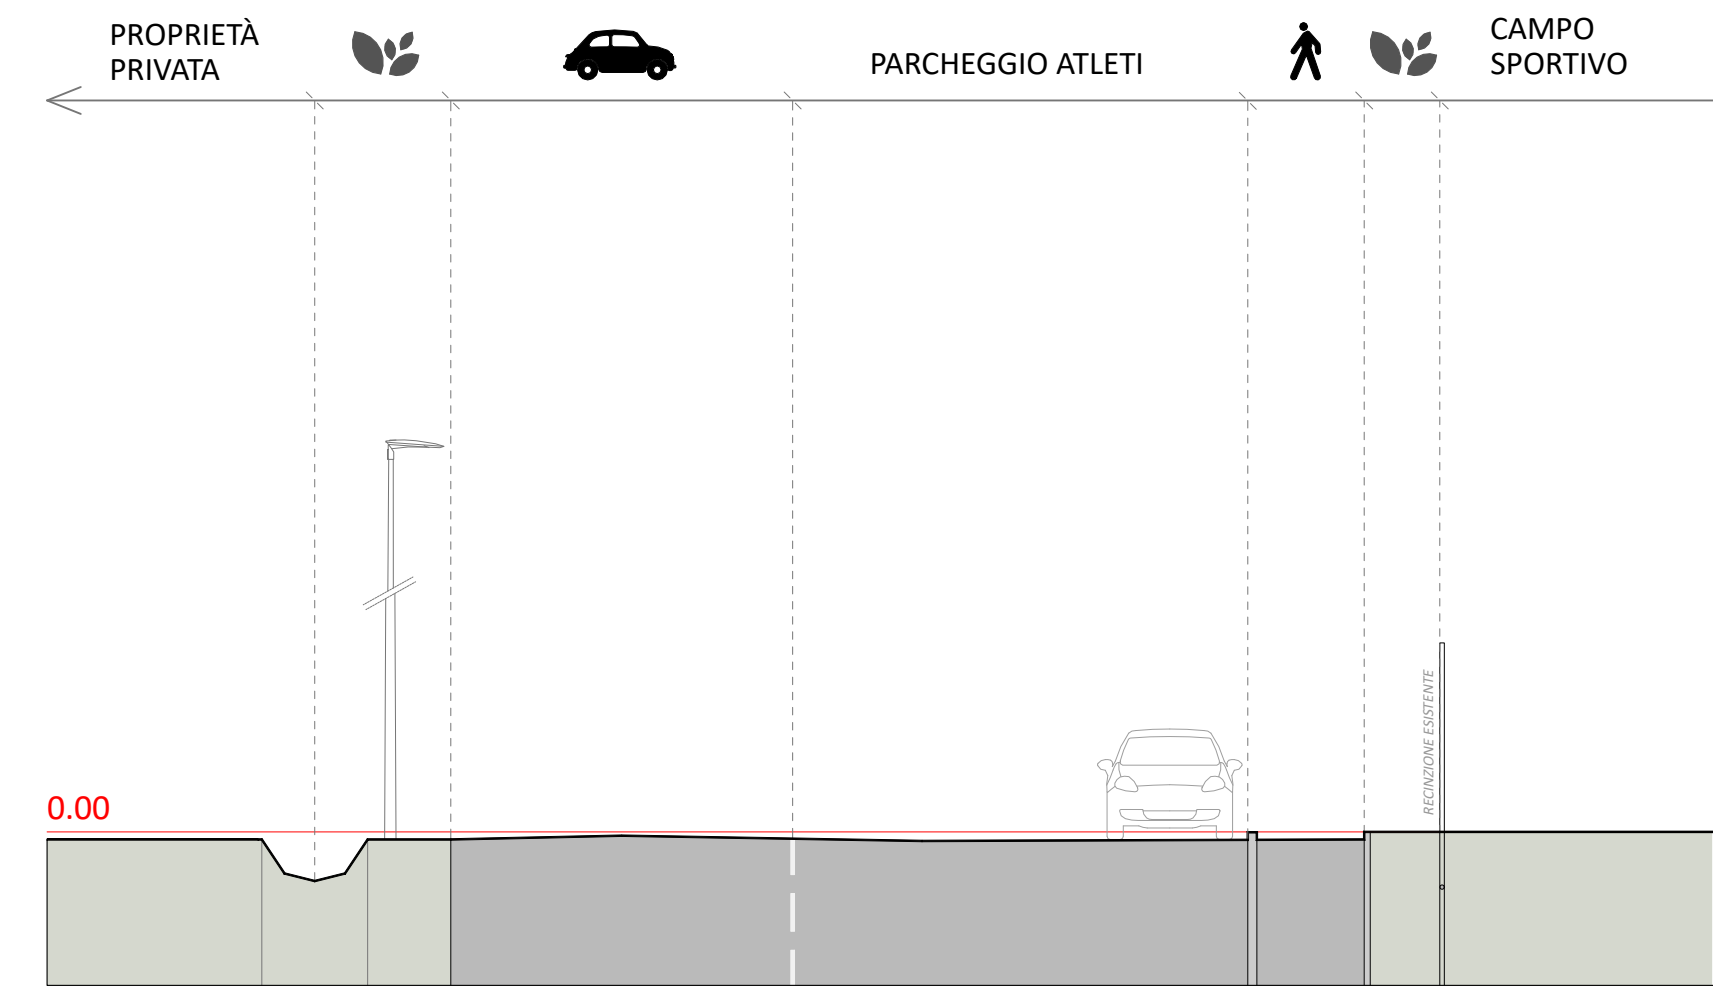 PROPRIETÀ
PRIVATA
PARCHEGGIO ATLETI
CAMPO
SPORTIVO
RECINZIONE ESISTENTE
0.00